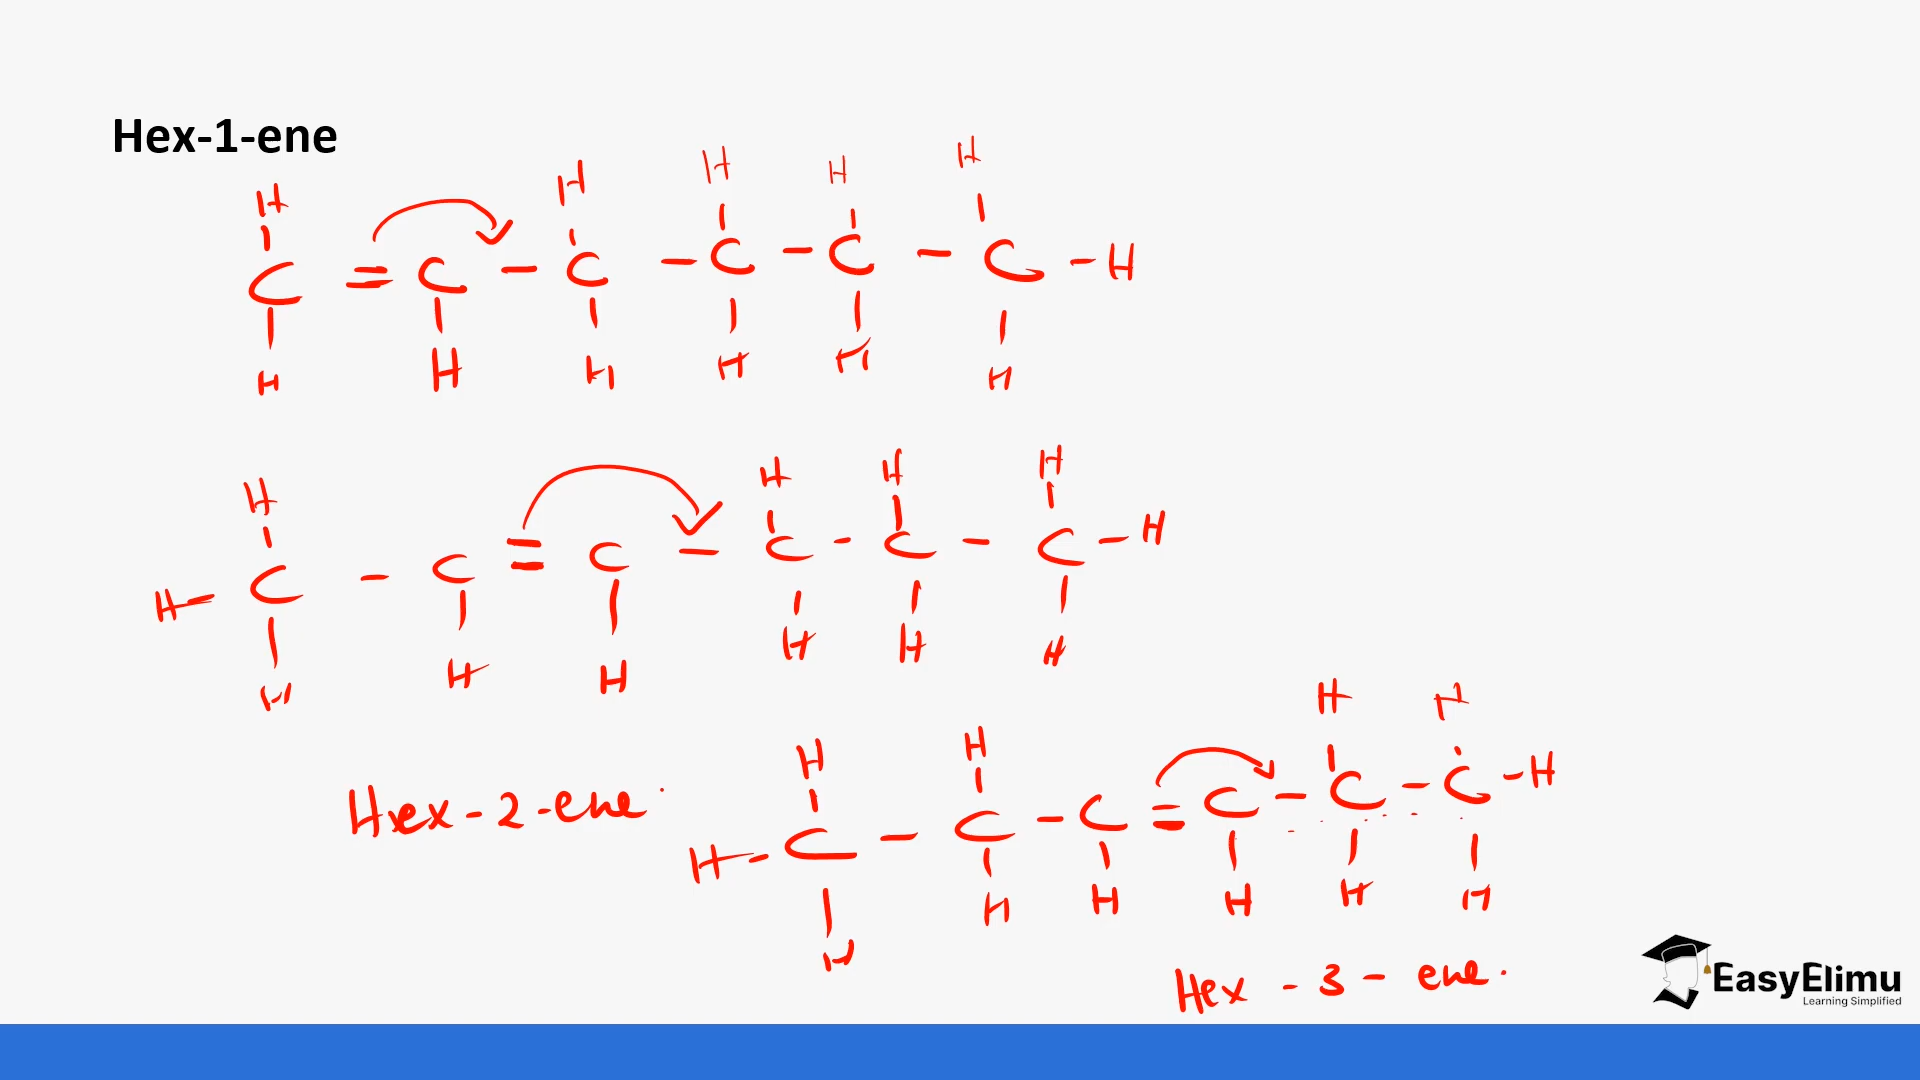 Hex-1-ene
H H H H H
C = C - C - C - C - C - H
H H H H H H
H H H H
H - C - C = C - C - C - C - H
H H H H H H
Hex-2-ene.
H H H H
H - C - C - C = C - C - C - H
H H H H H H
Hex - 3 - ene.
EasyElimu
Learning Simplified